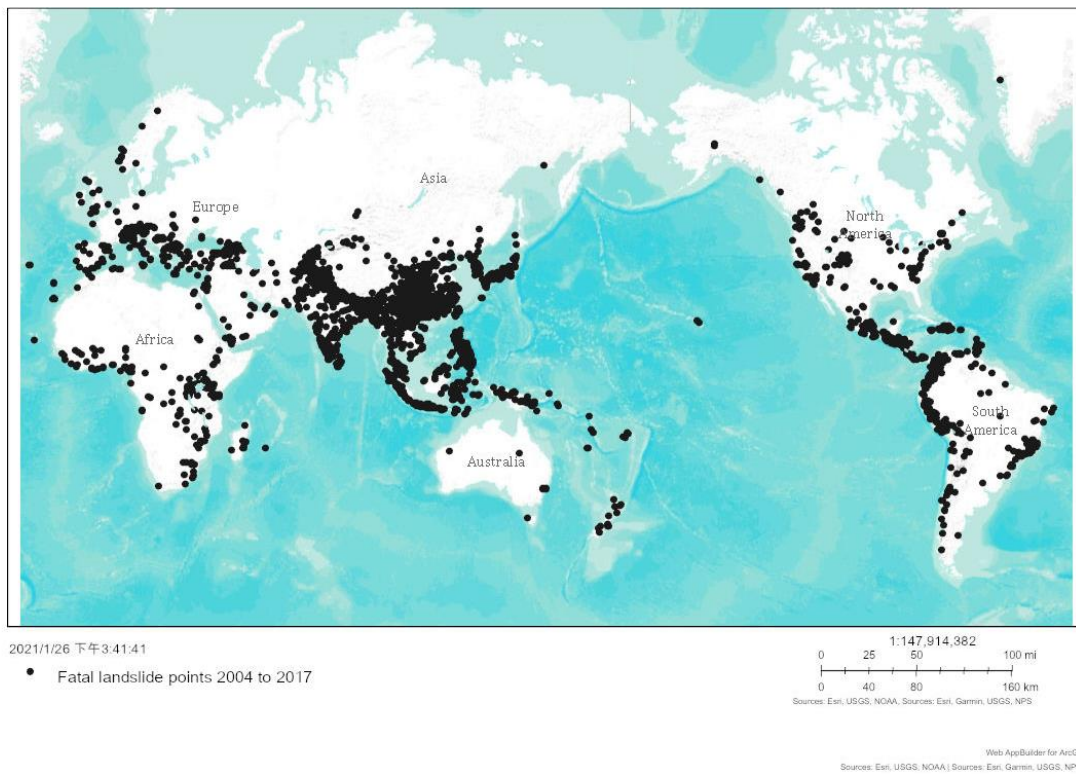 Asia
Europe
North
America
Africa
South
America
Australia
2021/1/26 下午3:41:41
Fatal landslide points 2004 to 2017
1:147,914,382
0 25 50 100 mi
0 40 80 160 km
Sources: Esri, USGS, NOAA, Sources: Esri, Garmin, USGS, NPS
Web AppBuilder for ArcG
Sources: Esri, USGS, NOAA | Sources: Esri, Garmin, USGS, NP